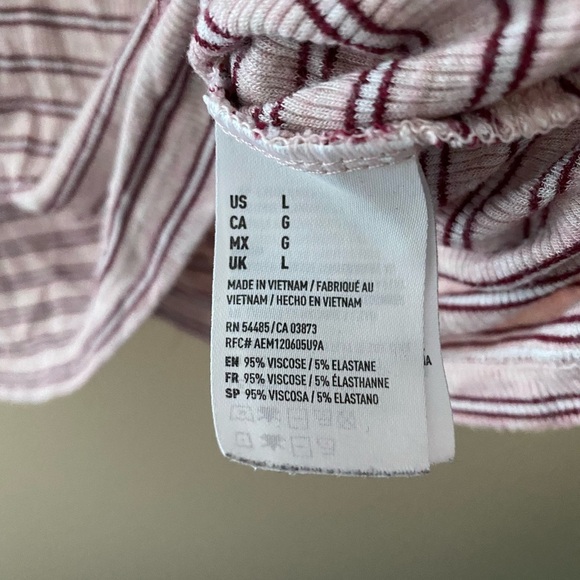 US L
CA G
MX G
UK L
MADE IN VIETNAM / FABRIQUÉ AU
VIETNAM / HECHO EN VIETNAM
RN 54485/CA 03873
RFC# AEM120605U9A
EN 95% VISCOSE / 5% ELASTANE
FR 95% VISCOSE / 5% ÉLASTHANNE
SP 95% VISCOSA / 5% ELASTANO